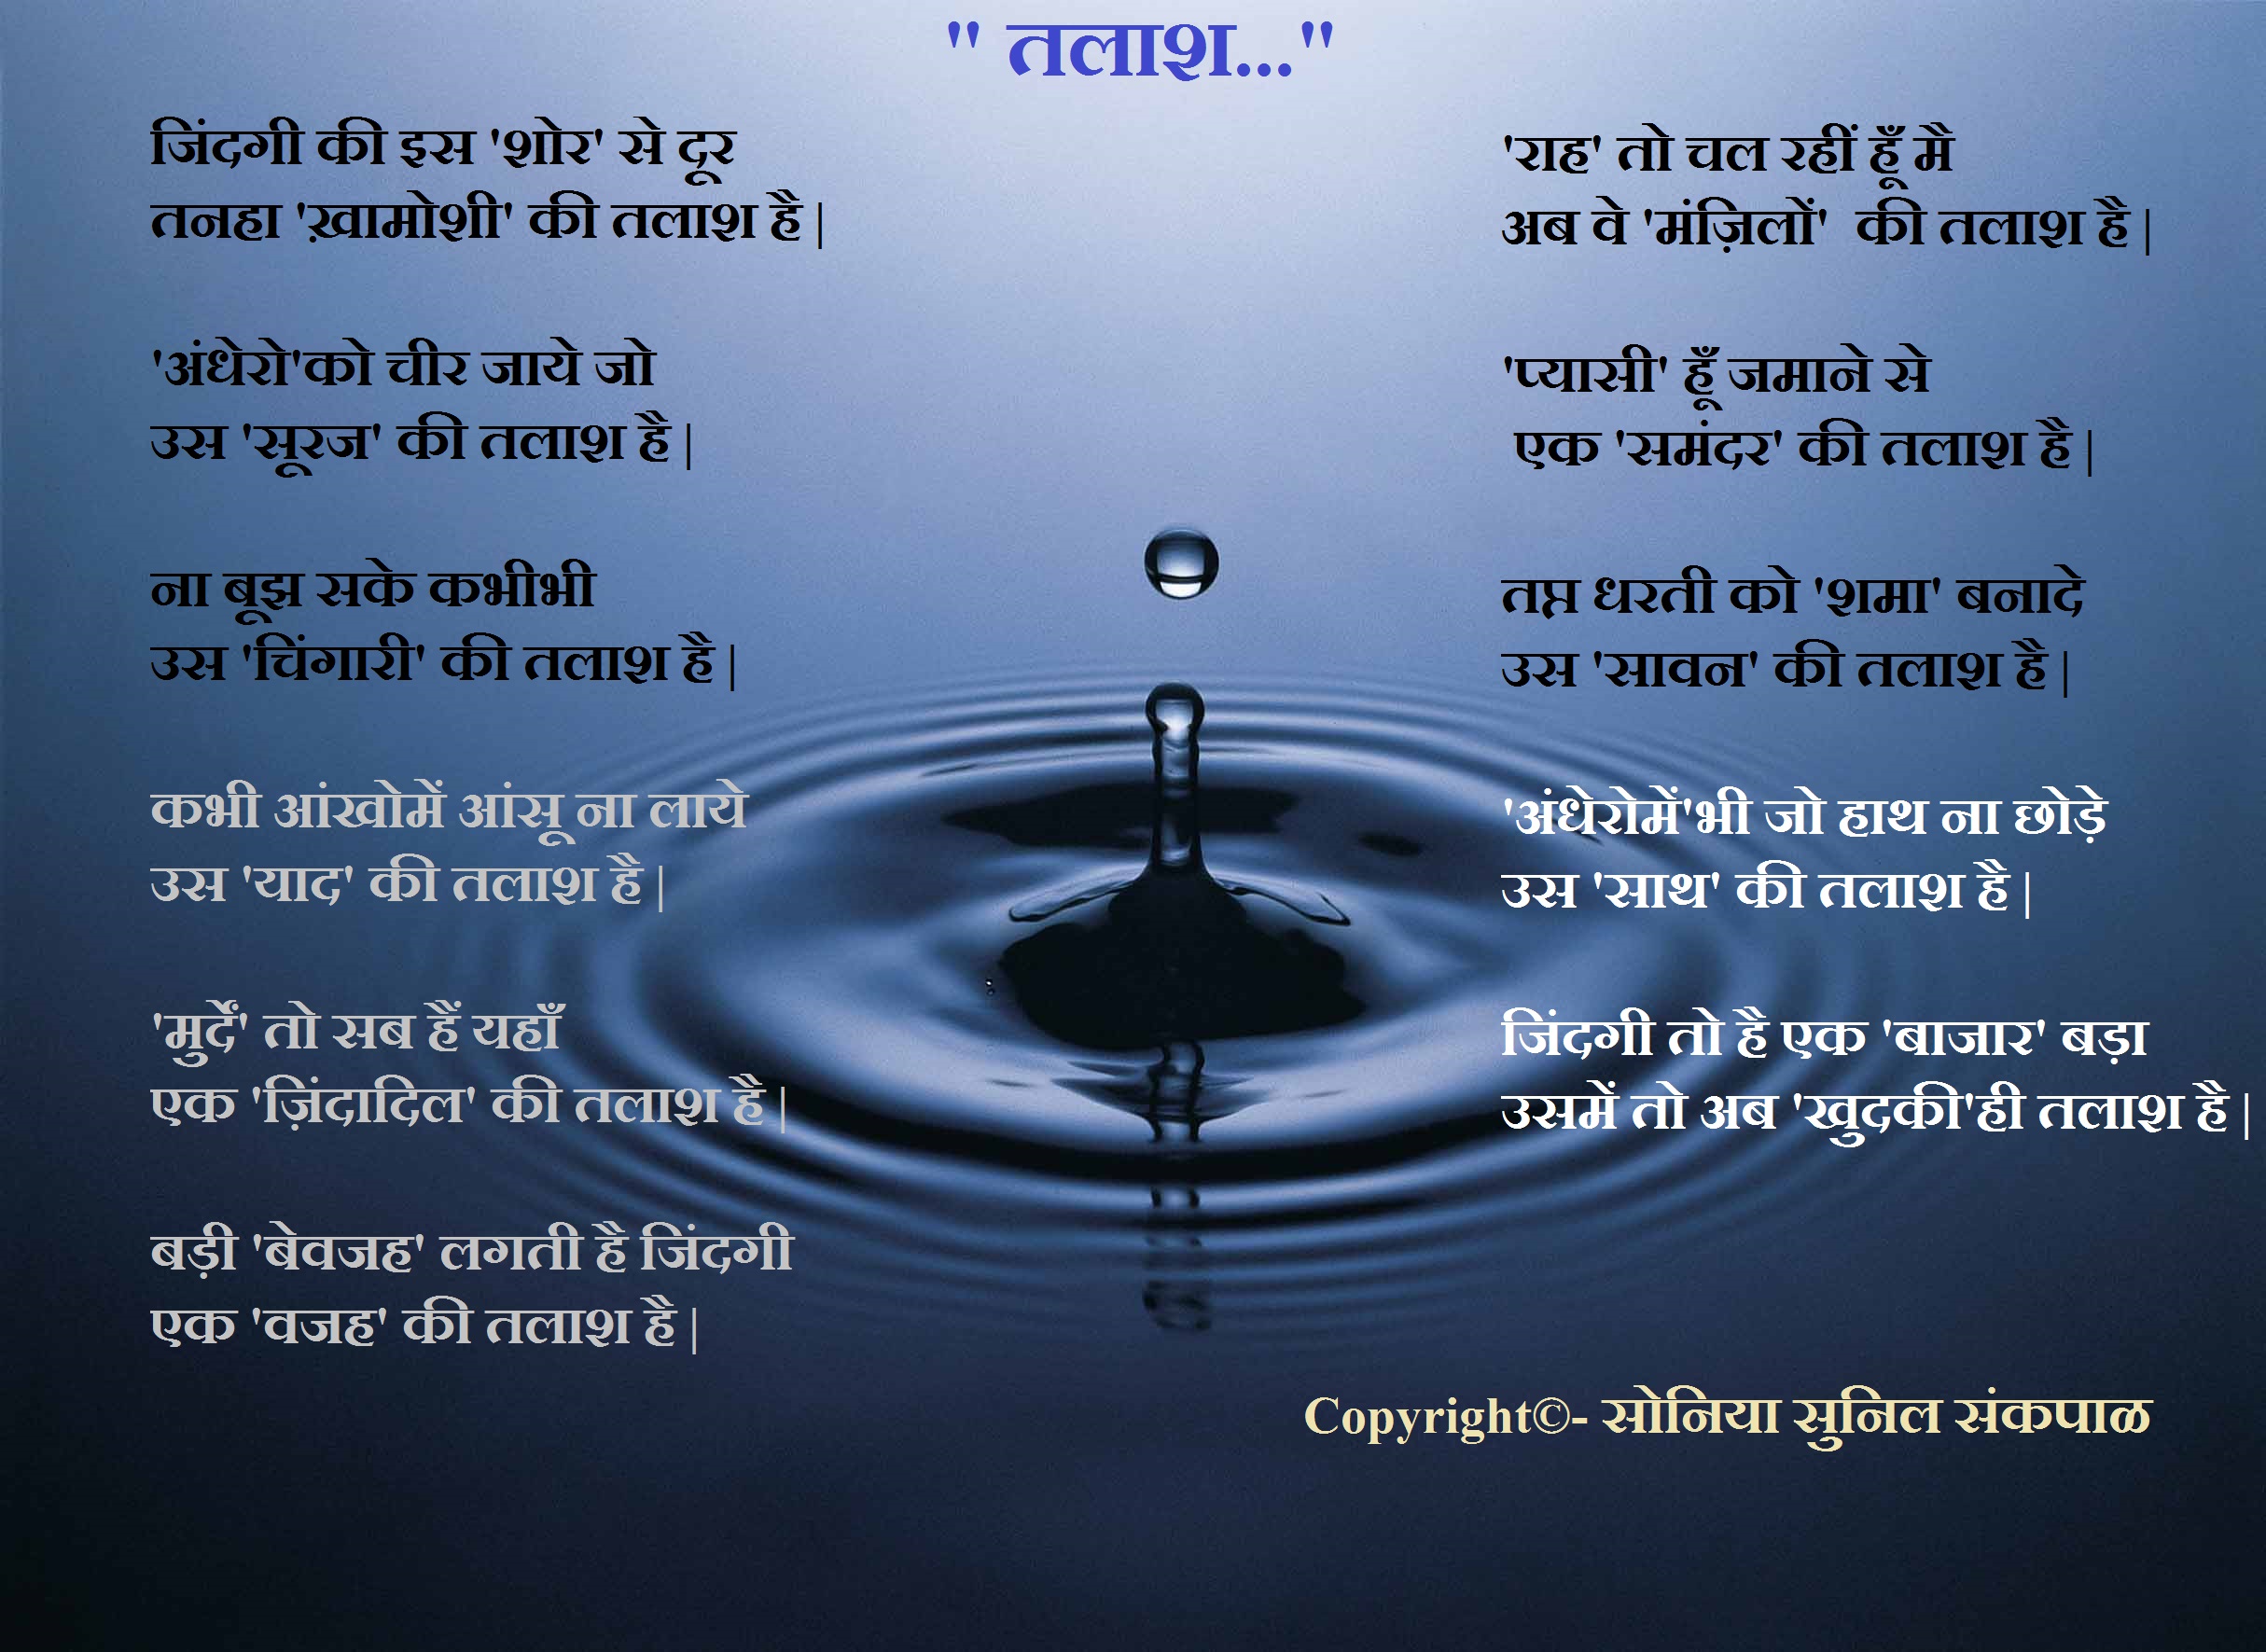 " तलाश..."
जिंदगी की इस 'शोर' से दूर
तनहा 'ख़ामोशी' की तलाश है |
'अंधेरो'को चीर जाये जो
उस 'सूरज' की तलाश है |
ना बूझ सके कभीभी
उस 'चिंगारी' की तलाश है |
कभी आंखोमें आंसू ना लाये
उस 'याद' की तलाश है |
'मुर्दें' तो सब हैं यहाँ
एक 'ज़िंदादिल' की तलाश है |
बड़ी 'बेवजह' लगती है जिंदगी
एक 'वजह' की तलाश है |
'राह' तो चल रहीं हूँ मै
अब वे 'मंज़िलों' की तलाश है |
'प्यासी' हूँ जमाने से
एक 'समंदर' की तलाश है |
तप्त धरती को 'शमा' बनादे
उस 'सावन' की तलाश है |
'अंधेरोमें'भी जो हाथ ना छोड़े
उस 'साथ' की तलाश है |
जिंदगी तो है एक 'बाजार' बड़ा
उसमें तो अब 'खुदकी'ही तलाश है |
Copyright©- सोनिया सुनिल संकपाळ